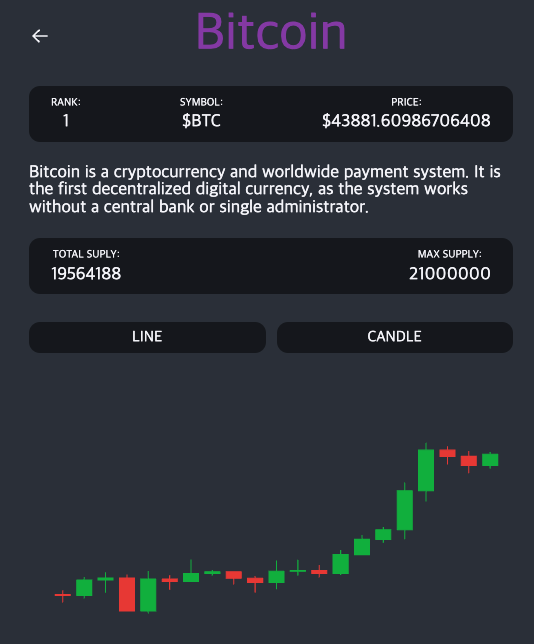 Bitcoin
RANK: SYMBOL: PRICE:
1 $BTC $43881.60986706408
Bitcoin is a cryptocurrency and worldwide payment system. It is
the first decentralized digital currency, as the system works
without a central bank or single administrator.
TOTAL SUPLY: MAX SUPPLY:
19564188 21000000
LINE CANDLE